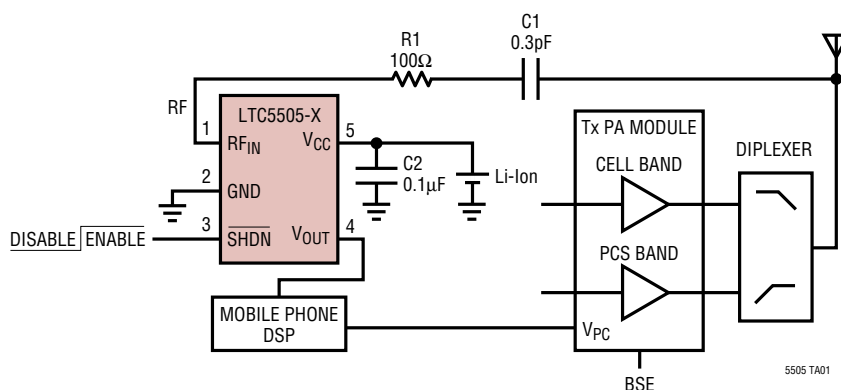 C1
0.3pF
R1
100Ω
RF
LTC5505-X
1
RFIN
VCC
5
2
GND
C2
0.1µF
Li-Ion
3
SHDN
VOUT
4
DISABLE ENABLE
MOBILE PHONE
DSP
Tx PA MODULE
CELL BAND
PCS BAND
VPC
BSE
DIPLEXER
5505 TA01